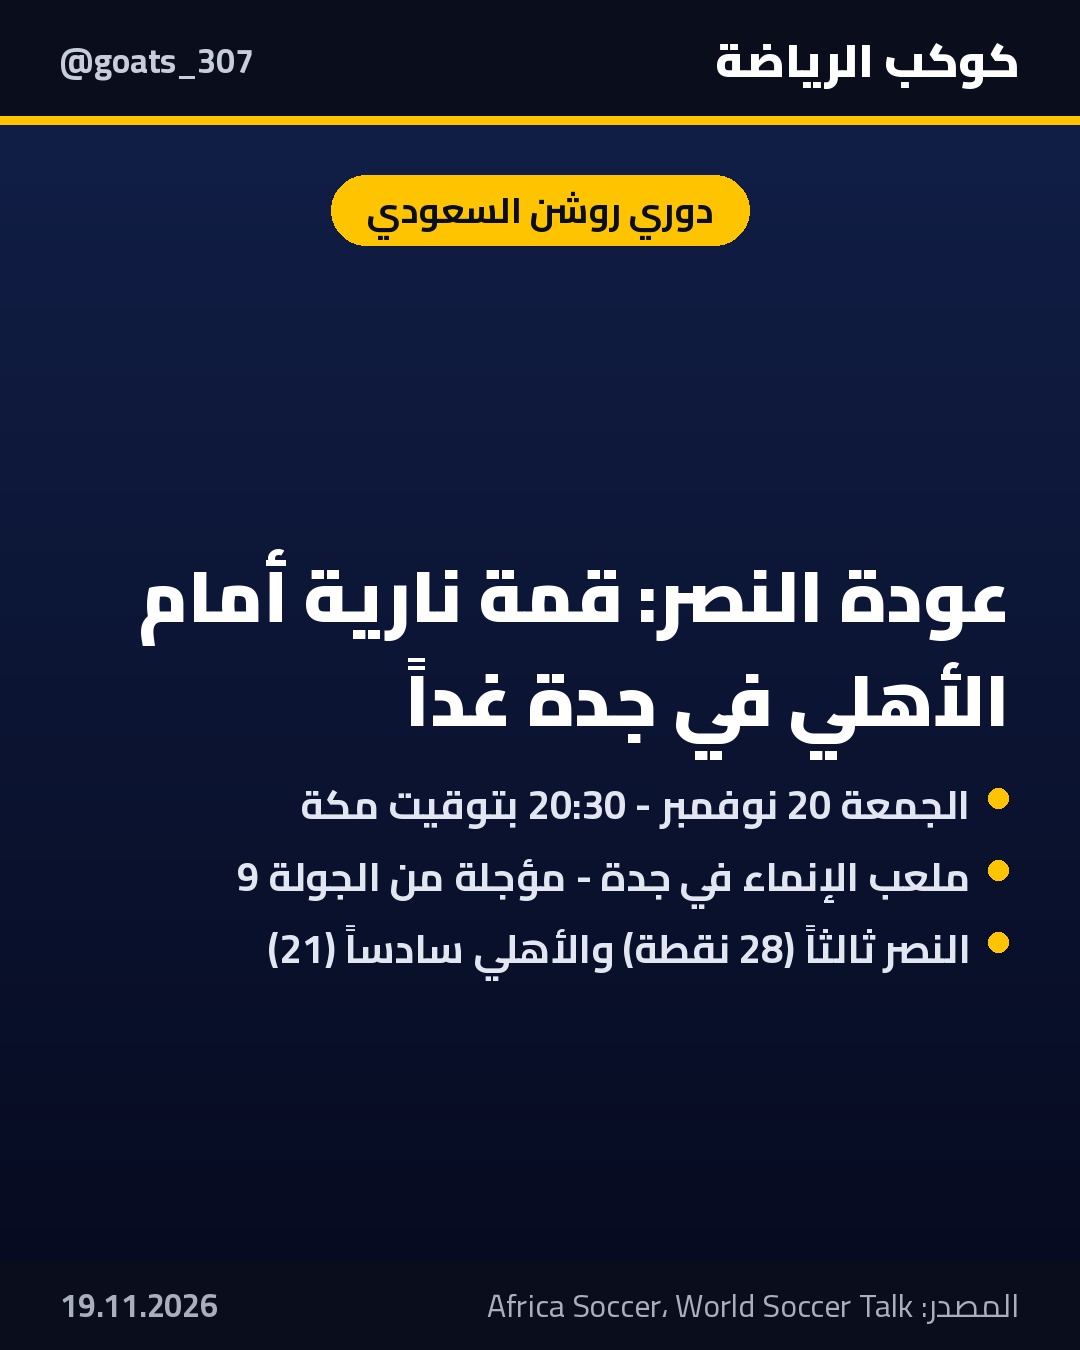 كوكب الرياضة
@goats_307
دوري روشن السعودي
عودة النصر: قمة نارية أمام
الأهلي في جدة غداً
الجمعة 20 نوفمبر - 20:30 بتوقيت مكة
ملعب الإنماء في جدة - مؤجلة من الجولة 9
النصر ثالثاً (28 نقطة) والأهلي سادساً (21)
المصدر: Africa Soccer، World Soccer Talk
19.11.2026